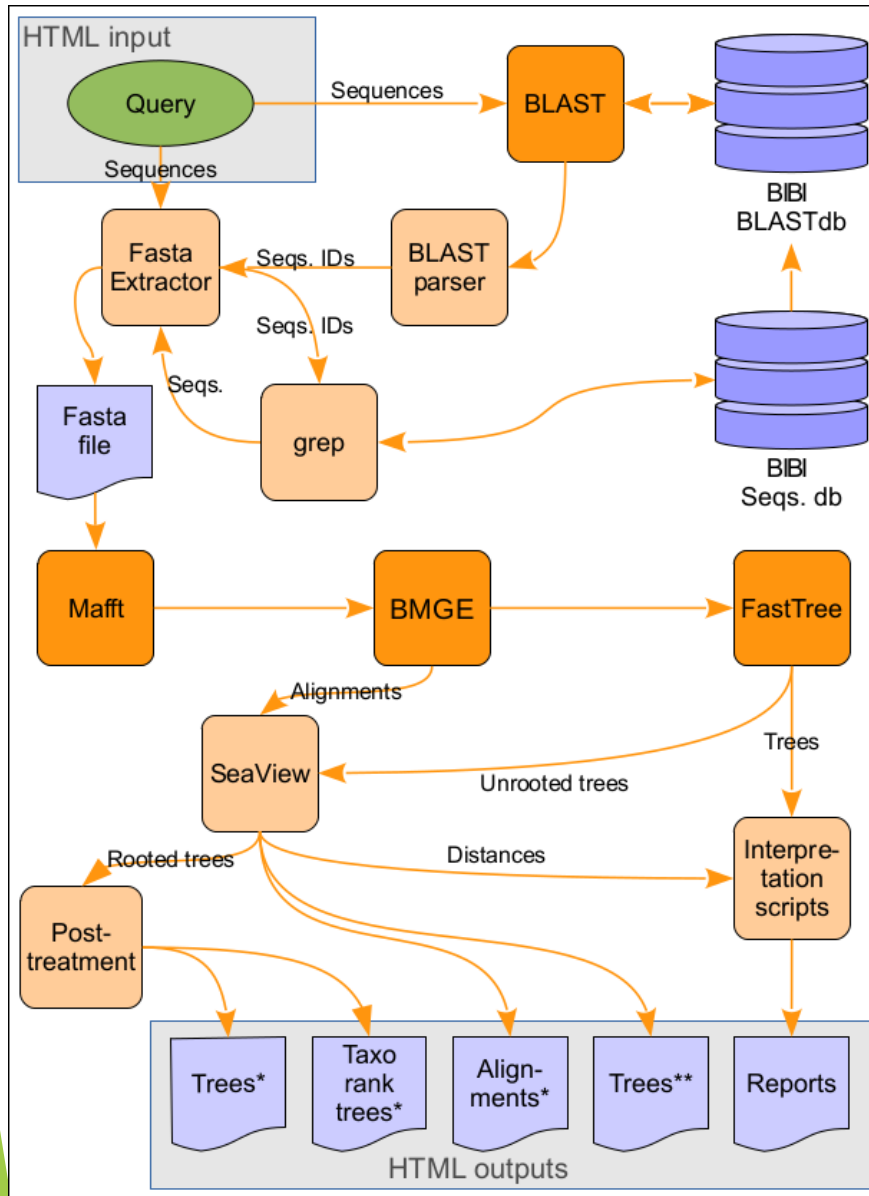 HTML input
Query
Sequences
BLAST
Sequences
BIBI
BLASTdb
Fasta
Extractor
Seqs. IDs
BLAST
parser
Seqs. IDs
Seqs.
Fasta
file
grep
BIBI
Seqs. db
Mafft
BMGE
FastTree
Alignments
SeaView
Unrooted trees
Trees
Rooted trees
Distances
Interpre-
tation
scripts
Post-
treatment
Trees*
Taxo
rank
trees*
Align-
ments*
Trees**
Reports
HTML outputs